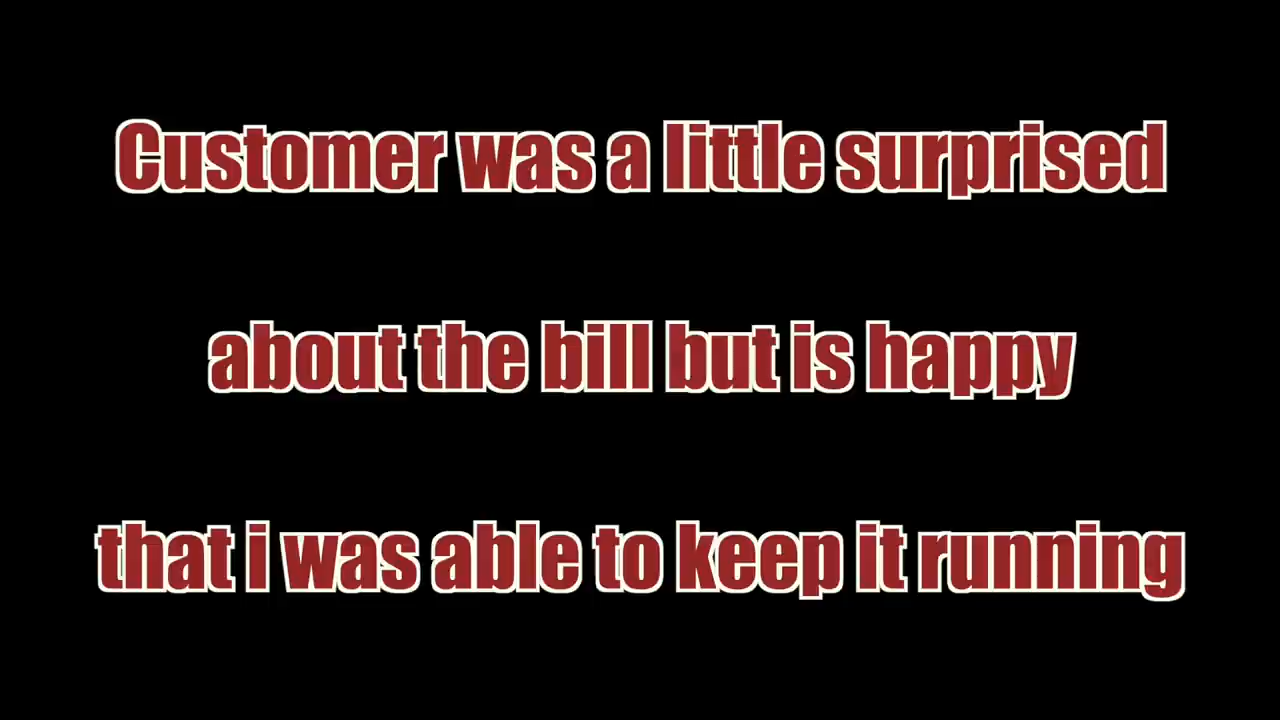 Customer was a little surprised
about the bill but is happy
that i was able to keep it running